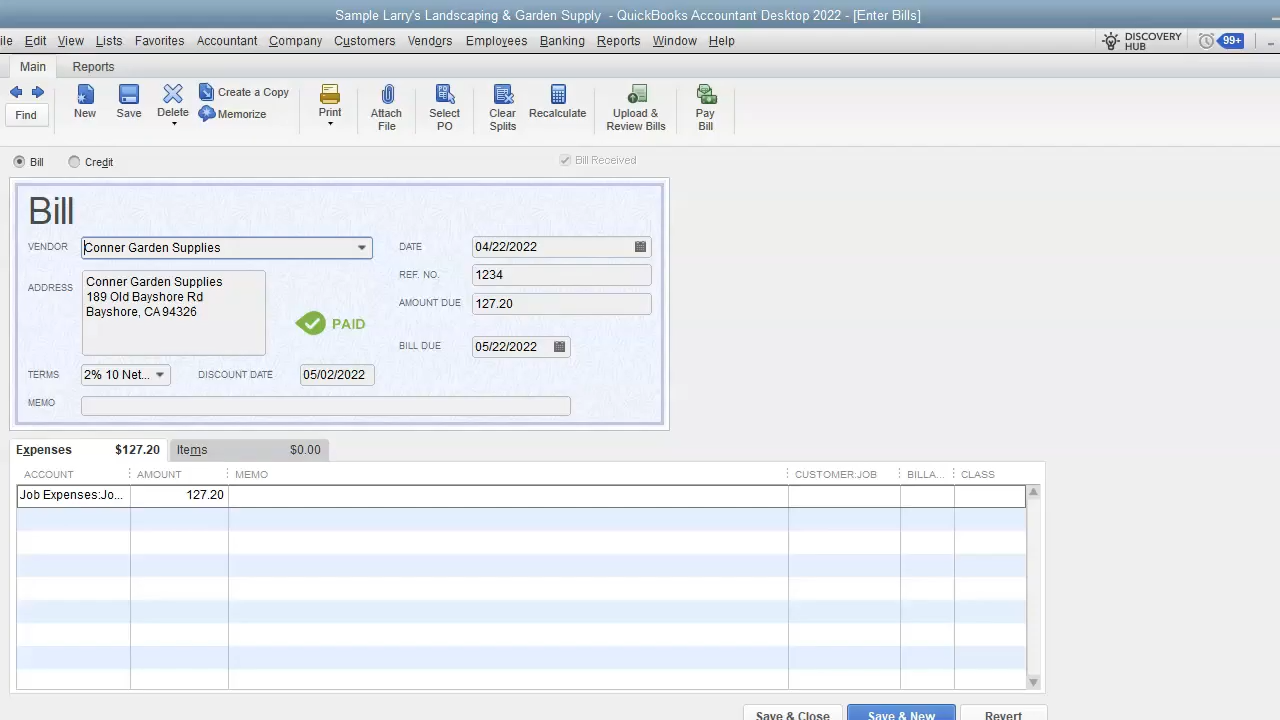 Sample Larry's Landscaping & Garden Supply - QuickBooks Accountant Desktop 2022 - [Enter Bills]
ile Edit View Lists Favorites Accountant Company Customers Vendors Employees Banking Reports Window Help DISCOVERY HUB 99+
Main Reports
Find New Save Delete Create a Copy Memorize Print Attach File Select PO Clear Splits Recalculate Upload & Review Bills Pay Bill
Bill Credit Bill Received
Bill
VENDOR Conner Garden Supplies DATE 04/22/2022
REF. NO. 1234
ADDRESS Conner Garden Supplies
189 Old Bayshore Rd
Bayshore, CA 94326
AMOUNT DUE 127.20
PAID
BILL DUE 05/22/2022
TERMS 2% 10 Net... DISCOUNT DATE 05/02/2022
MEMO
Expenses $127.20 Items $0.00
ACCOUNT AMOUNT MEMO CUSTOMER:JOB BILLA... CLASS
Job Expenses:Jo... 127.20
Save & Close Save & New Revert